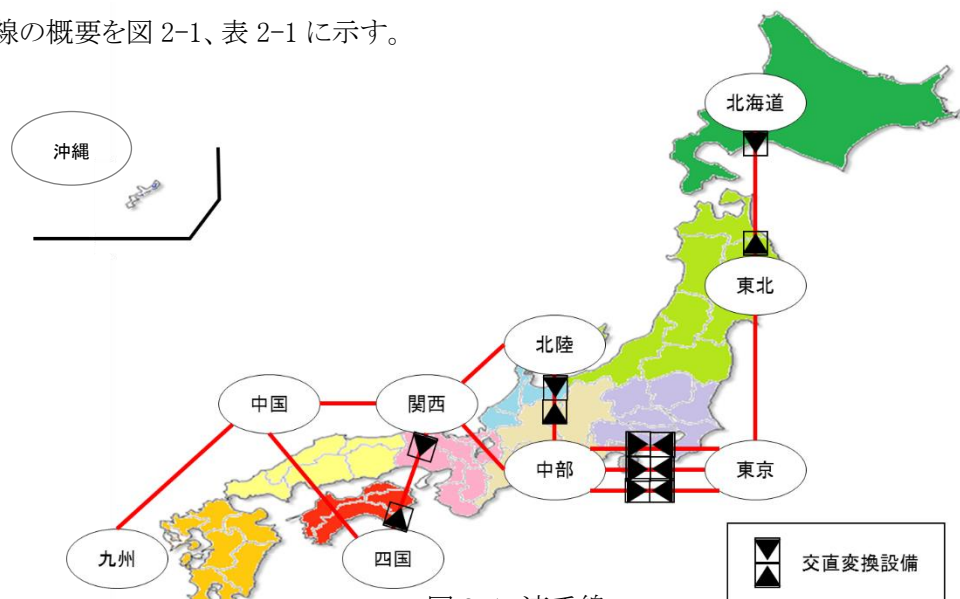 線の概要を図 2-1、表 2-1 に示す。
北海道
沖縄
東北
北陸
中国
関西
中部
東京
九州
四国
交直変換設備